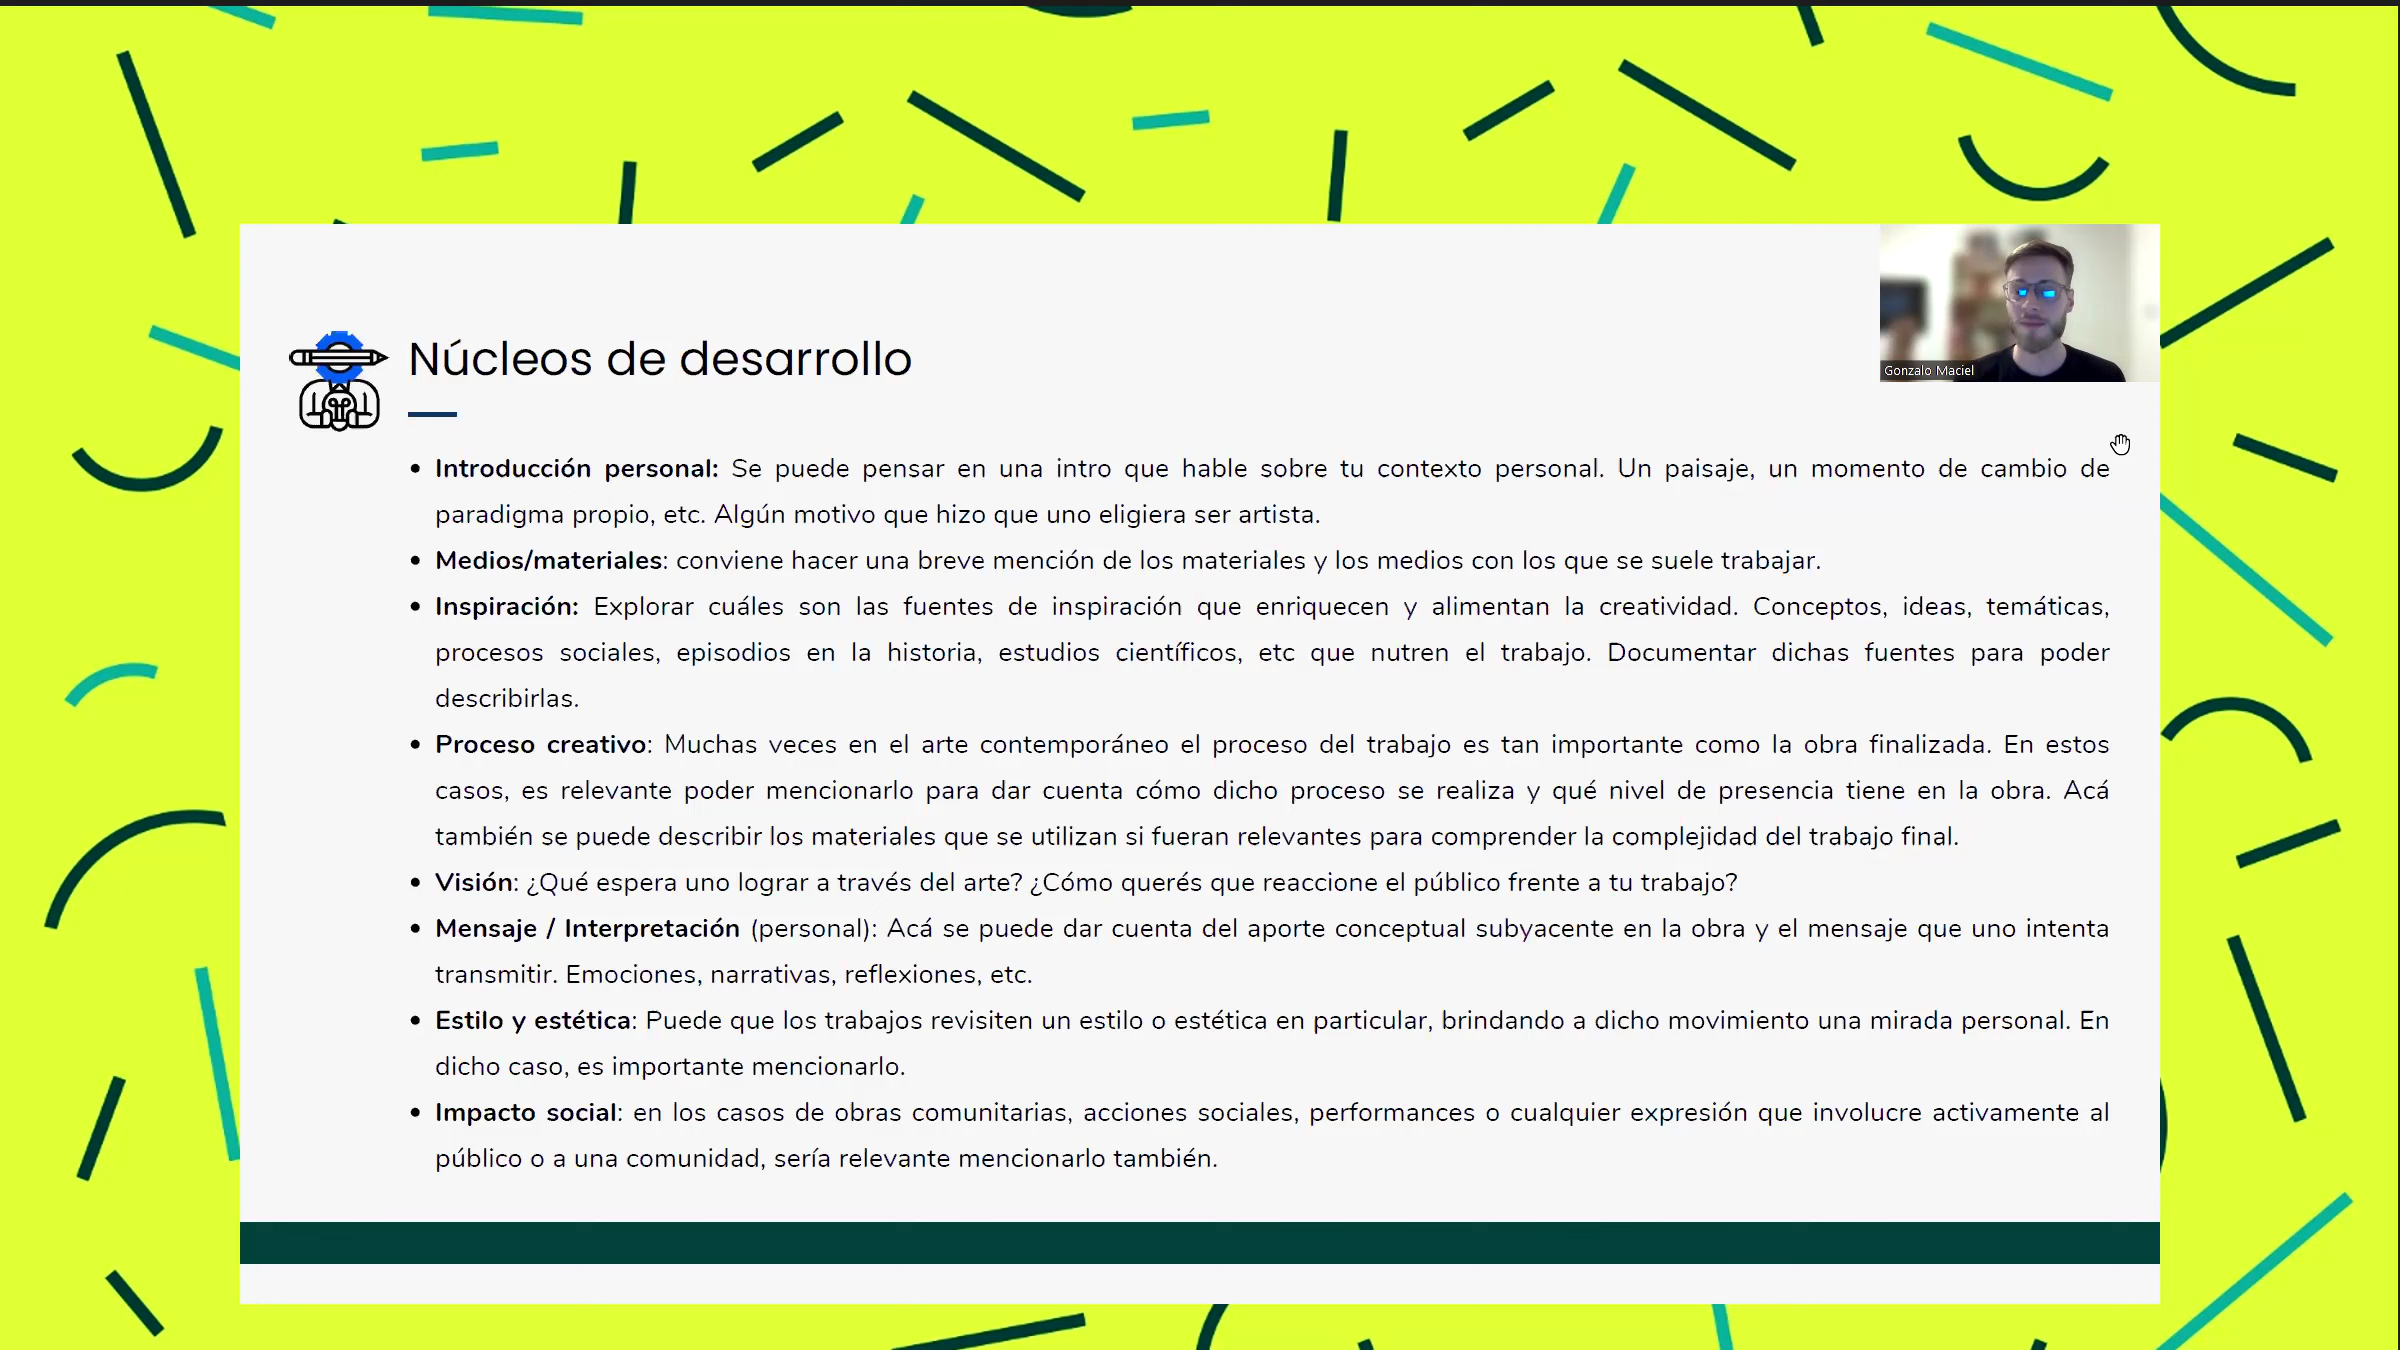 Gonzalo Maciel
Núcleos de desarrollo
• Introducción personal: Se puede pensar en una intro que hable sobre tu contexto personal. Un paisaje, un momento de cambio de
paradigma propio, etc. Algún motivo que hizo que uno eligiera ser artista.
• Medios/materiales: conviene hacer una breve mención de los materiales y los medios con los que se suele trabajar.
• Inspiración: Explorar cuáles son las fuentes de inspiración que enriquecen y alimentan la creatividad. Conceptos, ideas, temáticas,
procesos sociales, episodios en la historia, estudios científicos, etc que nutren el trabajo. Documentar dichas fuentes para poder
describirlas.
• Proceso creativo: Muchas veces en el arte contemporáneo el proceso del trabajo es tan importante como la obra finalizada. En estos
casos, es relevante poder mencionarlo para dar cuenta cómo dicho proceso se realiza y qué nivel de presencia tiene en la obra. Acá
también se puede describir los materiales que se utilizan si fueran relevantes para comprender la complejidad del trabajo final.
• Visión: ¿Qué espera uno lograr a través del arte? ¿Cómo querés que reaccione el público frente a tu trabajo?
• Mensaje / Interpretación (personal): Acá se puede dar cuenta del aporte conceptual subyacente en la obra y el mensaje que uno intenta
transmitir. Emociones, narrativas, reflexiones, etc.
• Estilo y estética: Puede que los trabajos revisiten un estilo o estética en particular, brindando a dicho movimiento una mirada personal. En
dicho caso, es importante mencionarlo.
• Impacto social: en los casos de obras comunitarias, acciones sociales, performances o cualquier expresión que involucre activamente al
público o a una comunidad, sería relevante mencionarlo también.